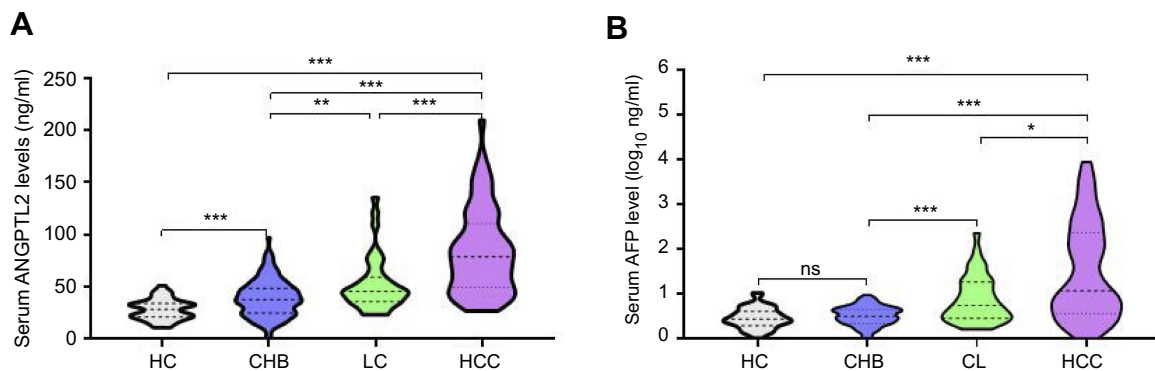 A
Serum ANGPTL2 levels (ng/ml)
250
200
150
100
50
0
***
***
**
***
***
HC
CHB
LC
HCC
B
Serum AFP level (log10 ng/ml)
6
5
4
3
2
1
0
***
***
*
***
ns
HC
CHB
CL
HCC